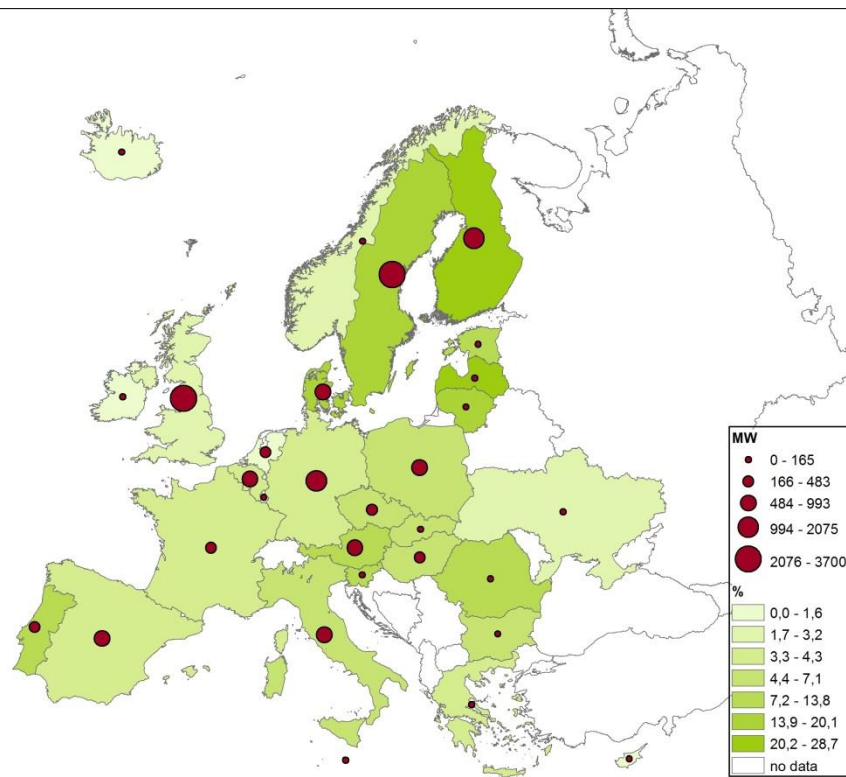 MW
0 - 165
166 - 483
484 - 993
994 - 2075
2076 - 3700
%
0,0 - 1,6
1,7 - 3,2
3,3 - 4,3
4,4 - 7,1
7,2 - 13,8
13,9 - 20,1
20,2 - 28,7
no data